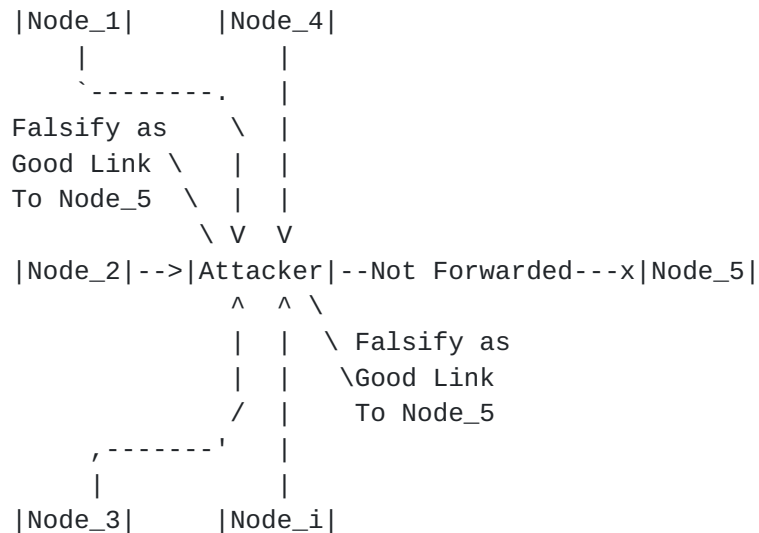 |Node_1|     |Node_4|
    |            |
    `--------.   |
Falsify as    \  |
Good Link \   |  |
To Node_5  \  |  |
            \ V  V
|Node_2|-->|Attacker|--Not Forwarded---x|Node_5|
              ^  ^ \
              |  |  \ Falsify as
              |  |   \Good Link
              /  |    To Node_5
     ,-------'   |
     |           |
|Node_3|     |Node_i|